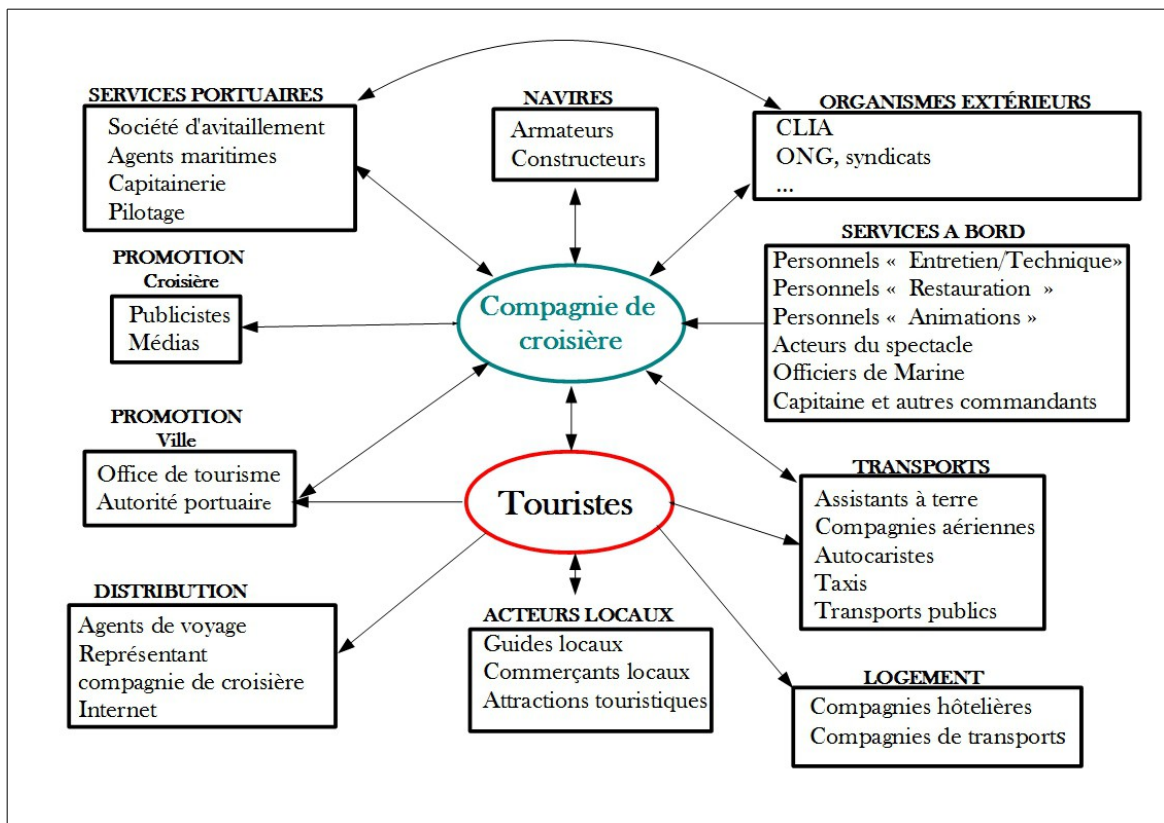 SERVICES PORTUAIRES
Société d'avitaillement
Agents maritimes
Capitainerie
Pilotage
NAVIRES
Armateurs
Constructeurs
ORGANISMES EXTÉRIEURS
CLIA
ONG, syndicats
...
SERVICES A BORD
Personnels « Entretien/Technique»
Personnels « Restauration »
Personnels « Animations »
Acteurs du spectacle
Officiers de Marine
Capitaine et autres commandants
PROMOTION
Croisière
Publicistes
Médias
Compagnie de
croisière
PROMOTION
Ville
Office de tourisme
Autorité portuaire
Touristes
TRANSPORTS
Assistants à terre
Compagnies aériennes
Autocaristes
Taxis
Transports publics
DISTRIBUTION
Agents de voyage
Représentant
compagnie de croisière
Internet
ACTEURS LOCAUX
Guides locaux
Commerçants locaux
Attractions touristiques
LOGEMENT
Compagnies hôtelières
Compagnies de transports